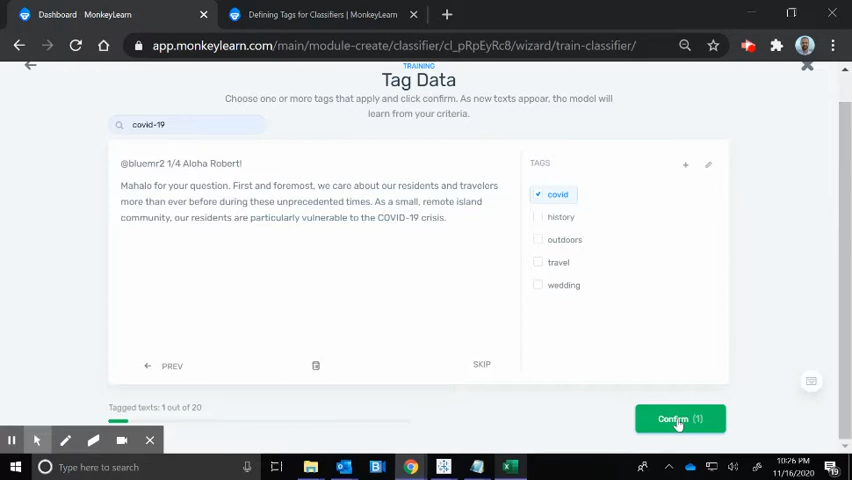 Dashboard - MonkeyLearn
Defining Tags for Classifiers | MonkeyLearn
app.monkeylearn.com/main/module-create/classifier/cl_pRpEyRc8/wizard/train-classifier/
TRAINING
Tag Data
Choose one or more tags that apply and click confirm. As new texts appear, the model will
learn from your criteria.
covid-19
@bluemr2 1/4 Aloha Robert!
Mahalo for your question. First and foremost, we care about our residents and travelers
more than ever before during these unprecedented times. As a small, remote island
community, our residents are particularly vulnerable to the COVID-19 crisis.
TAGS
covid
history
outdoors
travel
wedding
PREV
SKIP
Tagged texts: 1 out of 20
Confirm (1)
Type here to search
10:26 PM
11/16/2020
19